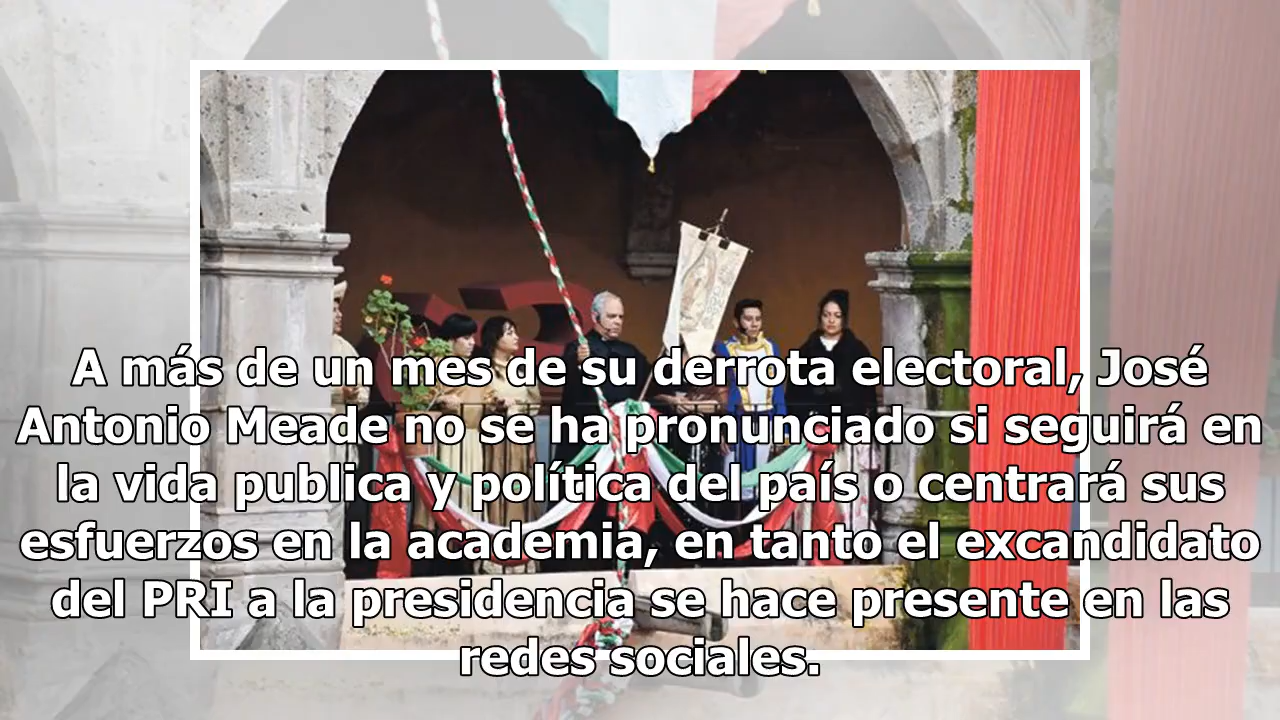 A más de un mes de su derrota electoral, José
Antonio Meade no se ha pronunciado si seguirá en
la vida publica y política del país o centrará sus
esfuerzos en la academia, en tanto el excandidato
del PRI a la presidencia se hace presente en las
redes sociales.